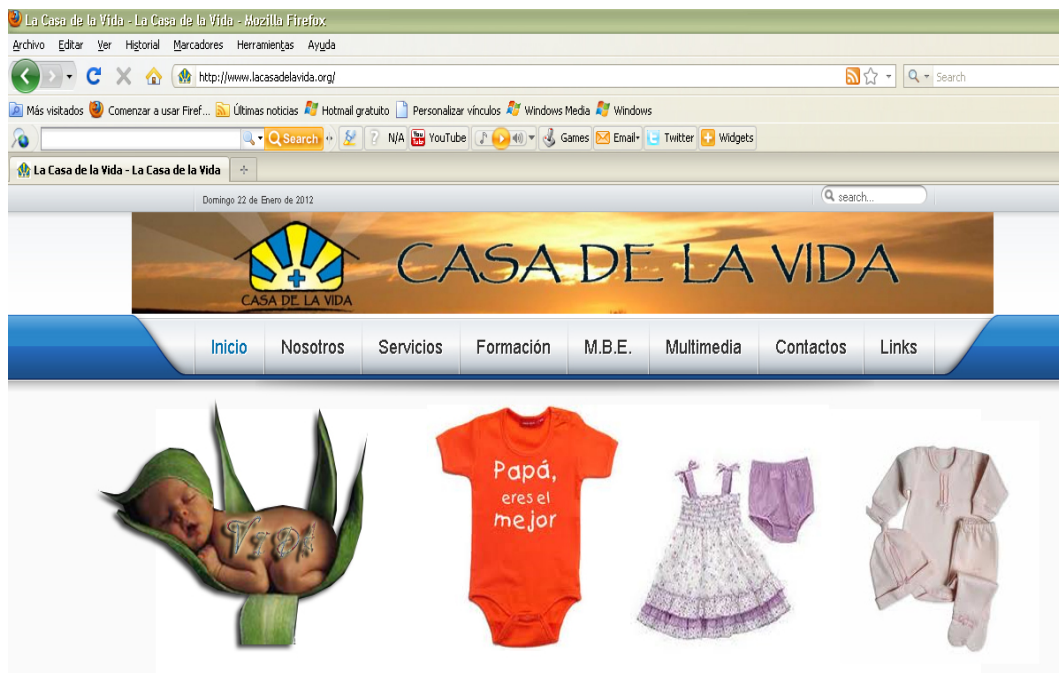 La Casa de la Vida - La Casa de la Vida - Mozilla Firefox
Archivo Editar Ver Historial Marcadores Herramientas Ayuda
http://www.lacasadelavida.org/ Search
Más visitados Comenzar a usar Firef... Últimas noticias Hotmail gratuito Personalizar vínculos Windows Media Windows
Search N/A YouTube Games Email Twitter Widgets
La Casa de la Vida - La Casa de la Vida
Domingo 22 de Enero de 2012 search...
CASA DE LA VIDA
CASA DE LA VIDA
Inicio Nosotros Servicios Formación M.B.E. Multimedia Contactos Links
VIDA
Papá,
eres el
mejor